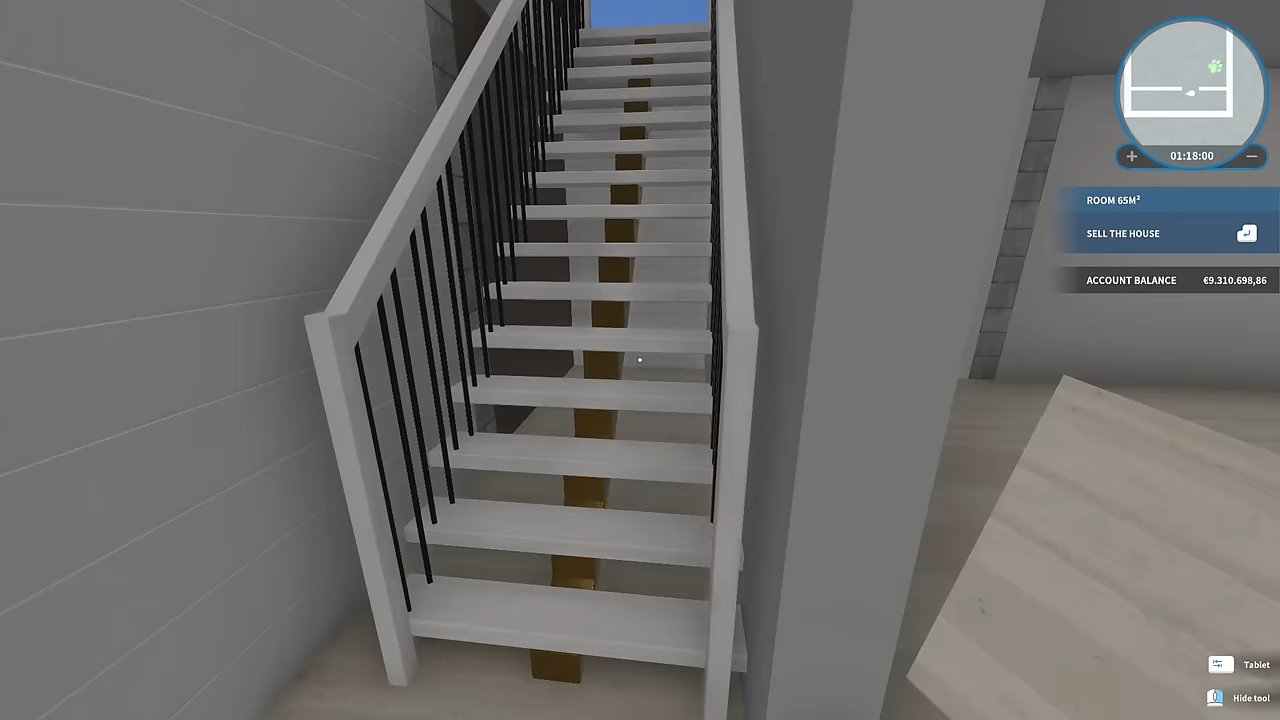 01:18:00
ROOM 65M²
SELL THE HOUSE
ACCOUNT BALANCE €9.310.698,86
Tablet
Hide tool